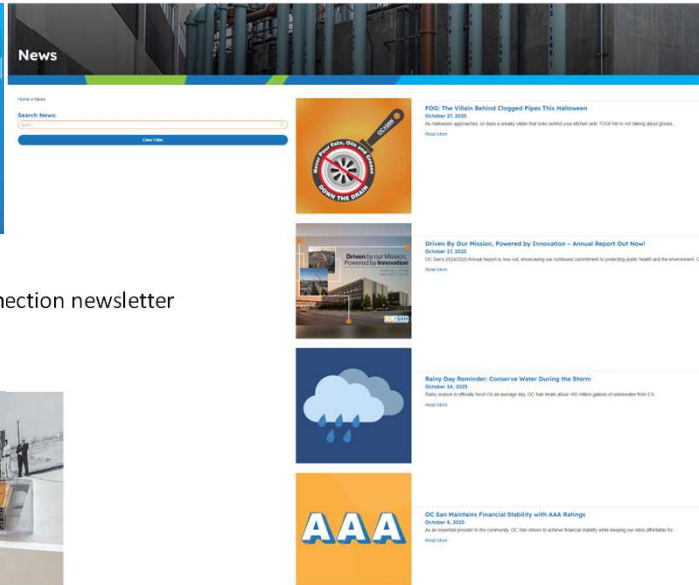 News
Home » News
Search News:
Clear Filter
nection newsletter
OC SAN
Never Pour Fats, Oils and Grease
DOWN THE DRAIN
FOG: The Villain Behind Clogged Pipes This Halloween
October 27, 2025
As Halloween approaches, so does a sneaky villain that lurks behind your kitchen sink: FOG! We're not talking about ghosts...
Read More
Driven by our Mission,
Powered by Innovation
OC SAN
Driven By Our Mission, Powered by Innovation – Annual Report Out Now!
October 17, 2025
OC San's 2024/2025 Annual Report is now out, showcasing our continued commitment to protecting public health and the environment.
Read More
Rainy Day Reminder: Conserve Water During the Storm
October 14, 2025
Rainy season is officially here! On an average day, OC San treats about 185 million gallons of wastewater from 2.6...
Read More
AAA
OC San Maintains Financial Stability with AAA Ratings
October 8, 2025
As an essential provider to the community, OC San strives to achieve financial stability while keeping our rates affordable for...
Read More